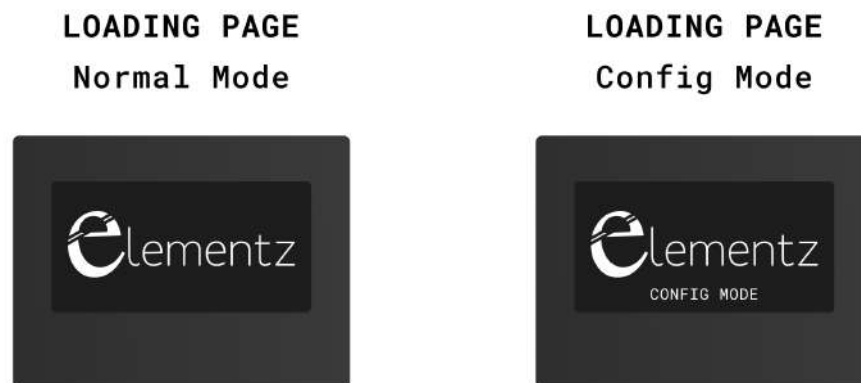 LOADING PAGE
Normal Mode
elementz
LOADING PAGE
Config Mode
elementz
CONFIG MODE